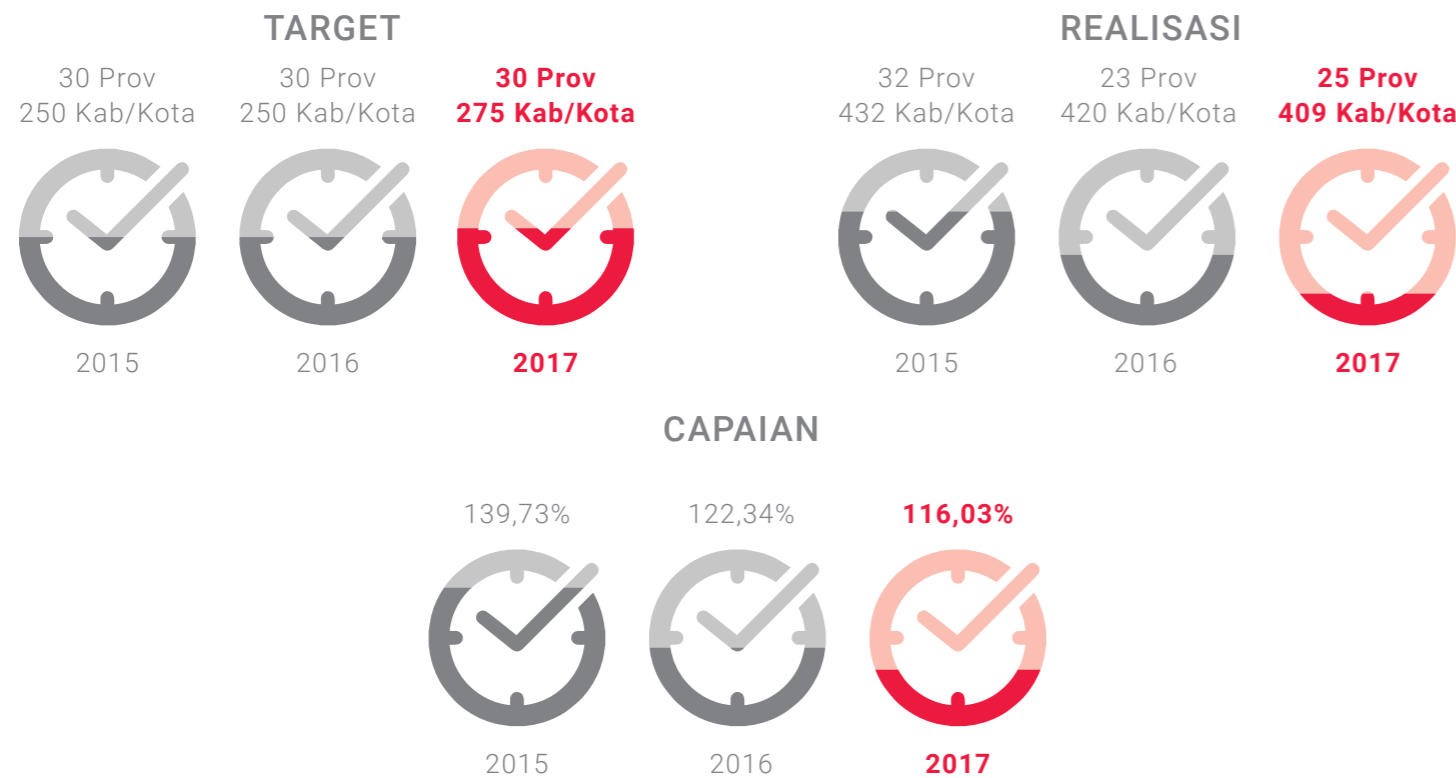 TARGET
30 Prov
250 Kab/Kota
30 Prov
250 Kab/Kota
30 Prov
275 Kab/Kota
2015
2016
2017
REALISASI
32 Prov
432 Kab/Kota
23 Prov
420 Kab/Kota
25 Prov
409 Kab/Kota
2015
2016
2017
CAPAIAN
139,73%
122,34%
116,03%
2015
2016
2017